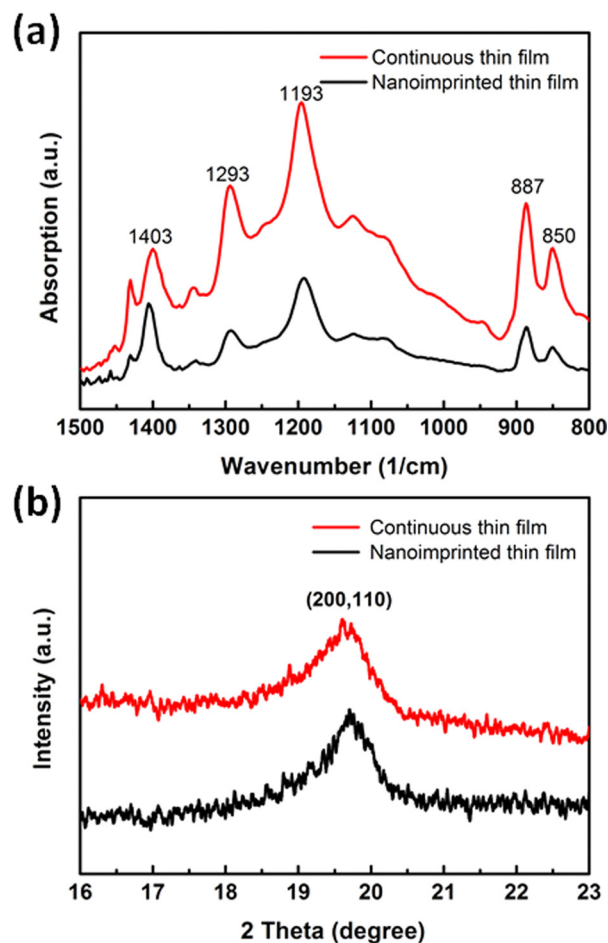 (a)
Continuous thin film
Nanoimprinted thin film
1193
1293
1403
887
850
Absorption (a.u.)
1500 1400 1300 1200 1100 1000 900 800
Wavenumber (1/cm)
(b)
Continuous thin film
Nanoimprinted thin film
(200,110)
Intensity (a.u.)
16 17 18 19 20 21 22 23
2 Theta (degree)